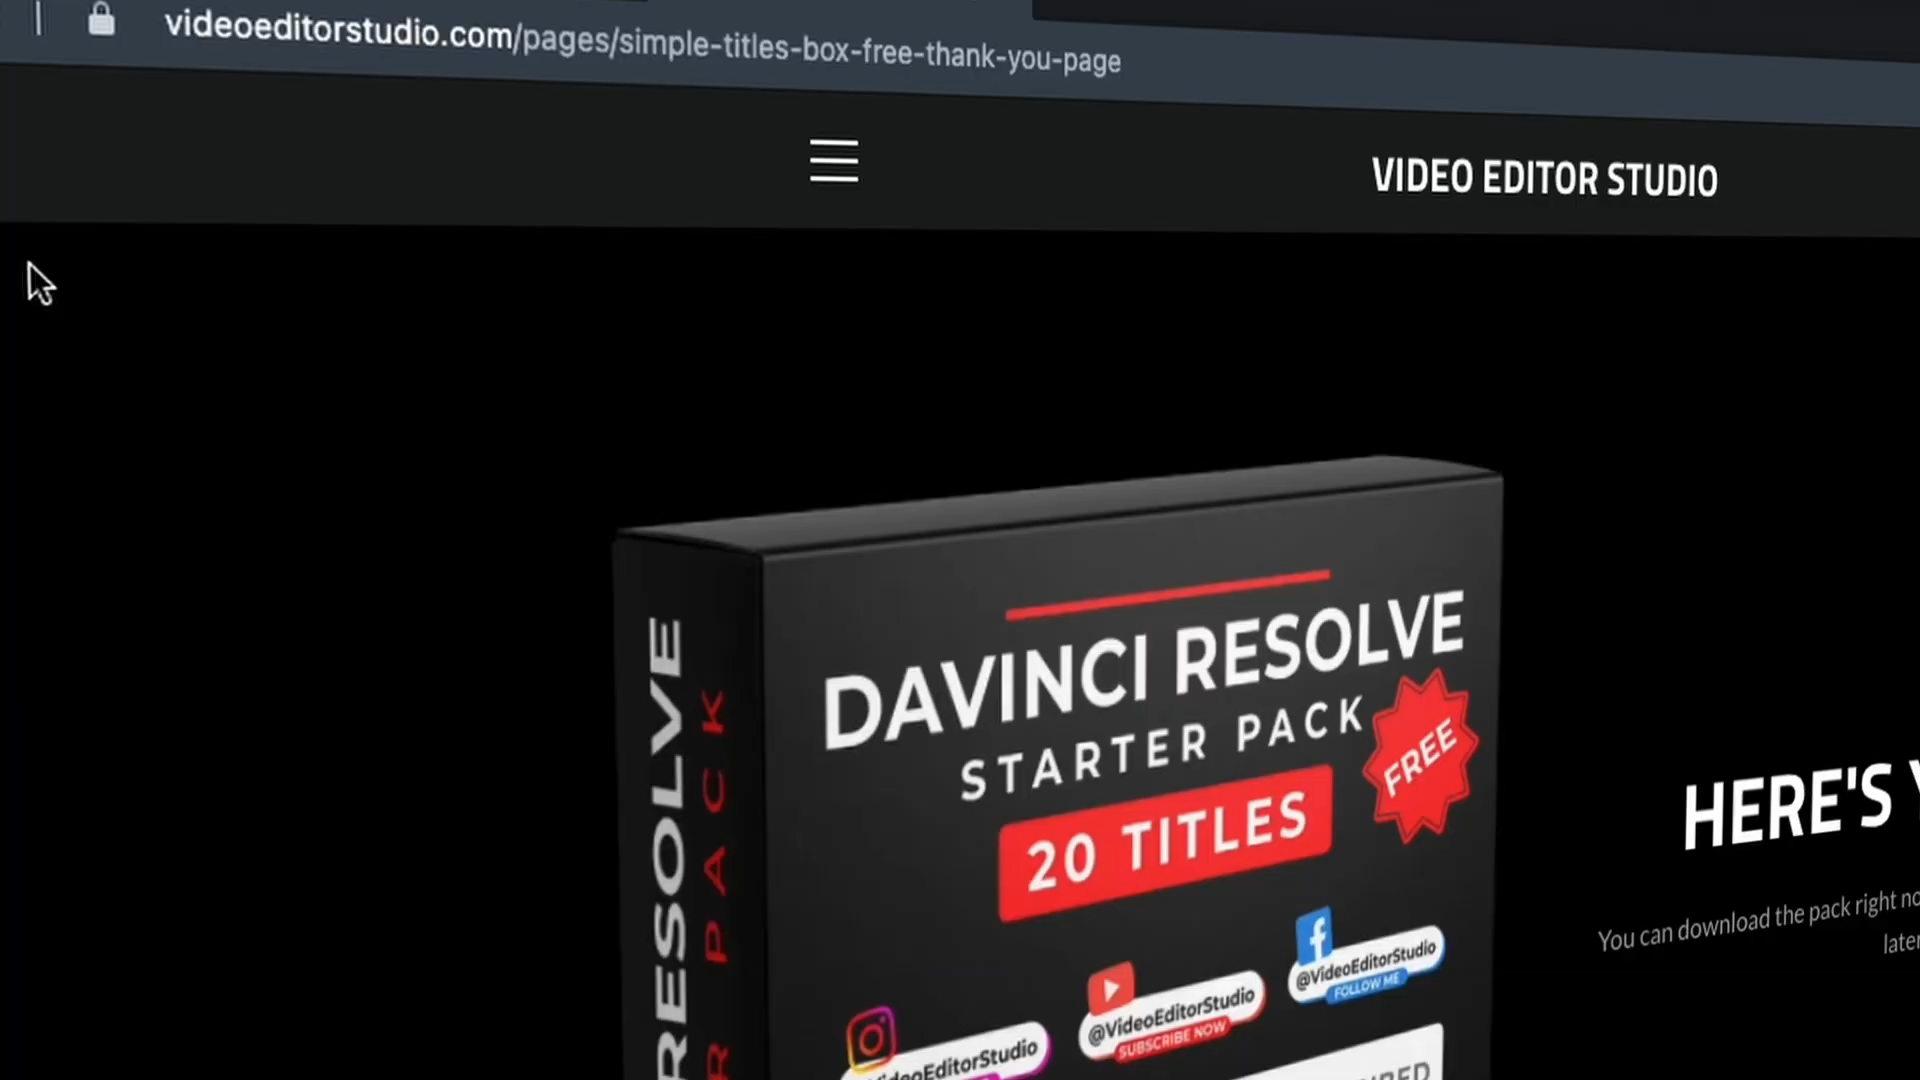 videoeditorstudio.com/pages/simple-titles-box-free-thank-you-page
VIDEO EDITOR STUDIO
DAVINCI RESOLVE
STARTER PACK
FREE
20 TITLES
RESOLVE
PACK
HERE'S
You can download the pack right
@VideoEditorStudio
FOLLOW ME
@VideoEditorStudio
SUBSCRIBE NOW
VideoEditorStudio